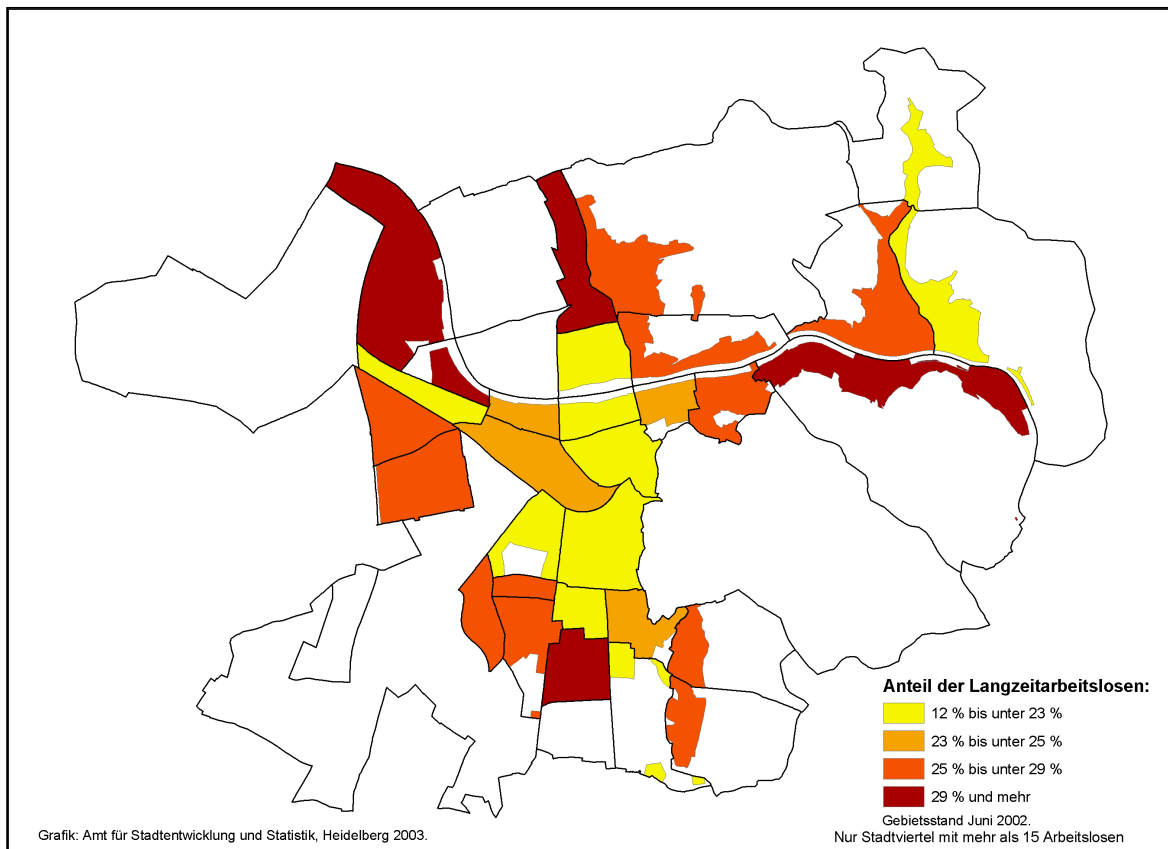 Anteil der Langzeitarbeitslosen:
12 % bis unter 23 %
23 % bis unter 25 %
25 % bis unter 29 %
29 % und mehr
Gebietsstand Juni 2002.
Grafik: Amt für Stadtentwicklung und Statistik, Heidelberg 2003.
Nur Stadtviertel mit mehr als 15 Arbeitslosen